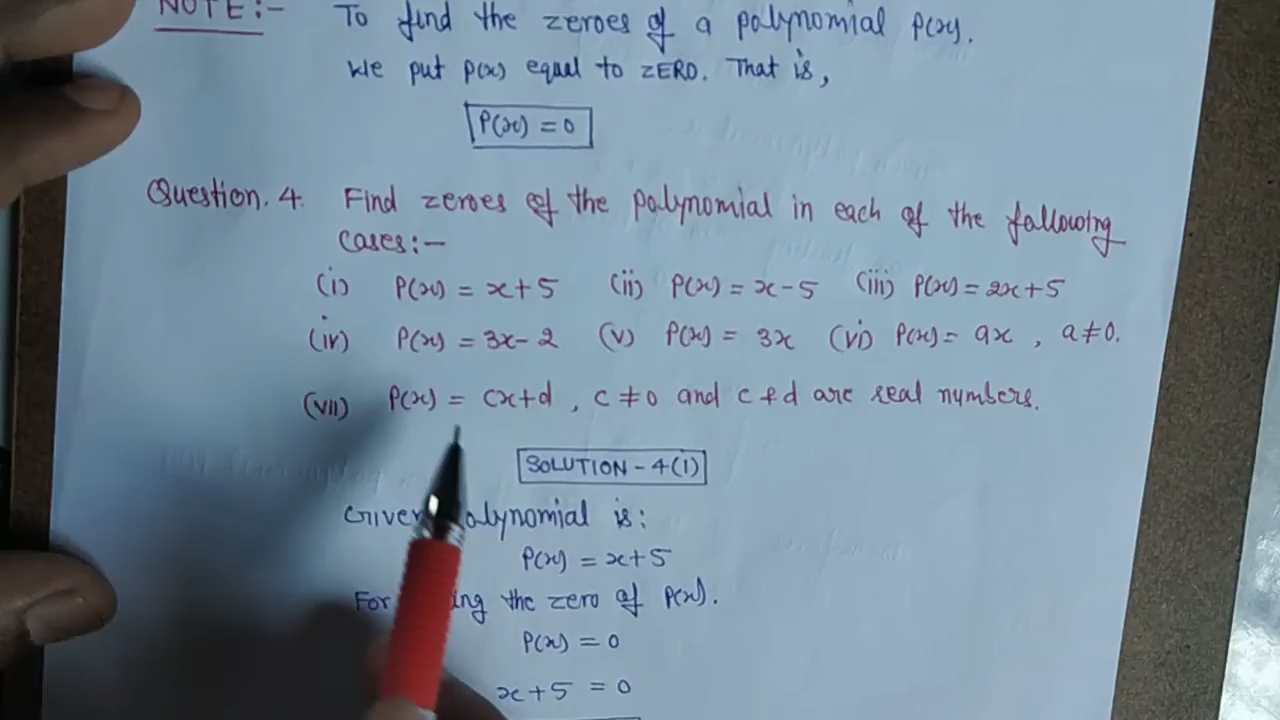 NOTE:- To find the zeroes of a polynomial P(x).
We put P(x) equal to ZERO. That is,
P(x) = 0
Question. 4. Find zeroes of the polynomial in each of the following
cases:-
(i) P(x) = x+5 (ii) P(x) = x-5 (iii) P(x) = 2x+5
(iv) P(x) = 3x-2 (v) P(x) = 3x (vi) P(x) = ax, a≠0.
(vii) P(x) = cx+d, c≠0 and c & d are real numbers.
SOLUTION-4(i)
Given polynomial is:
P(x) = x+5
For the zero of P(x).
P(x) = 0
x+5 = 0